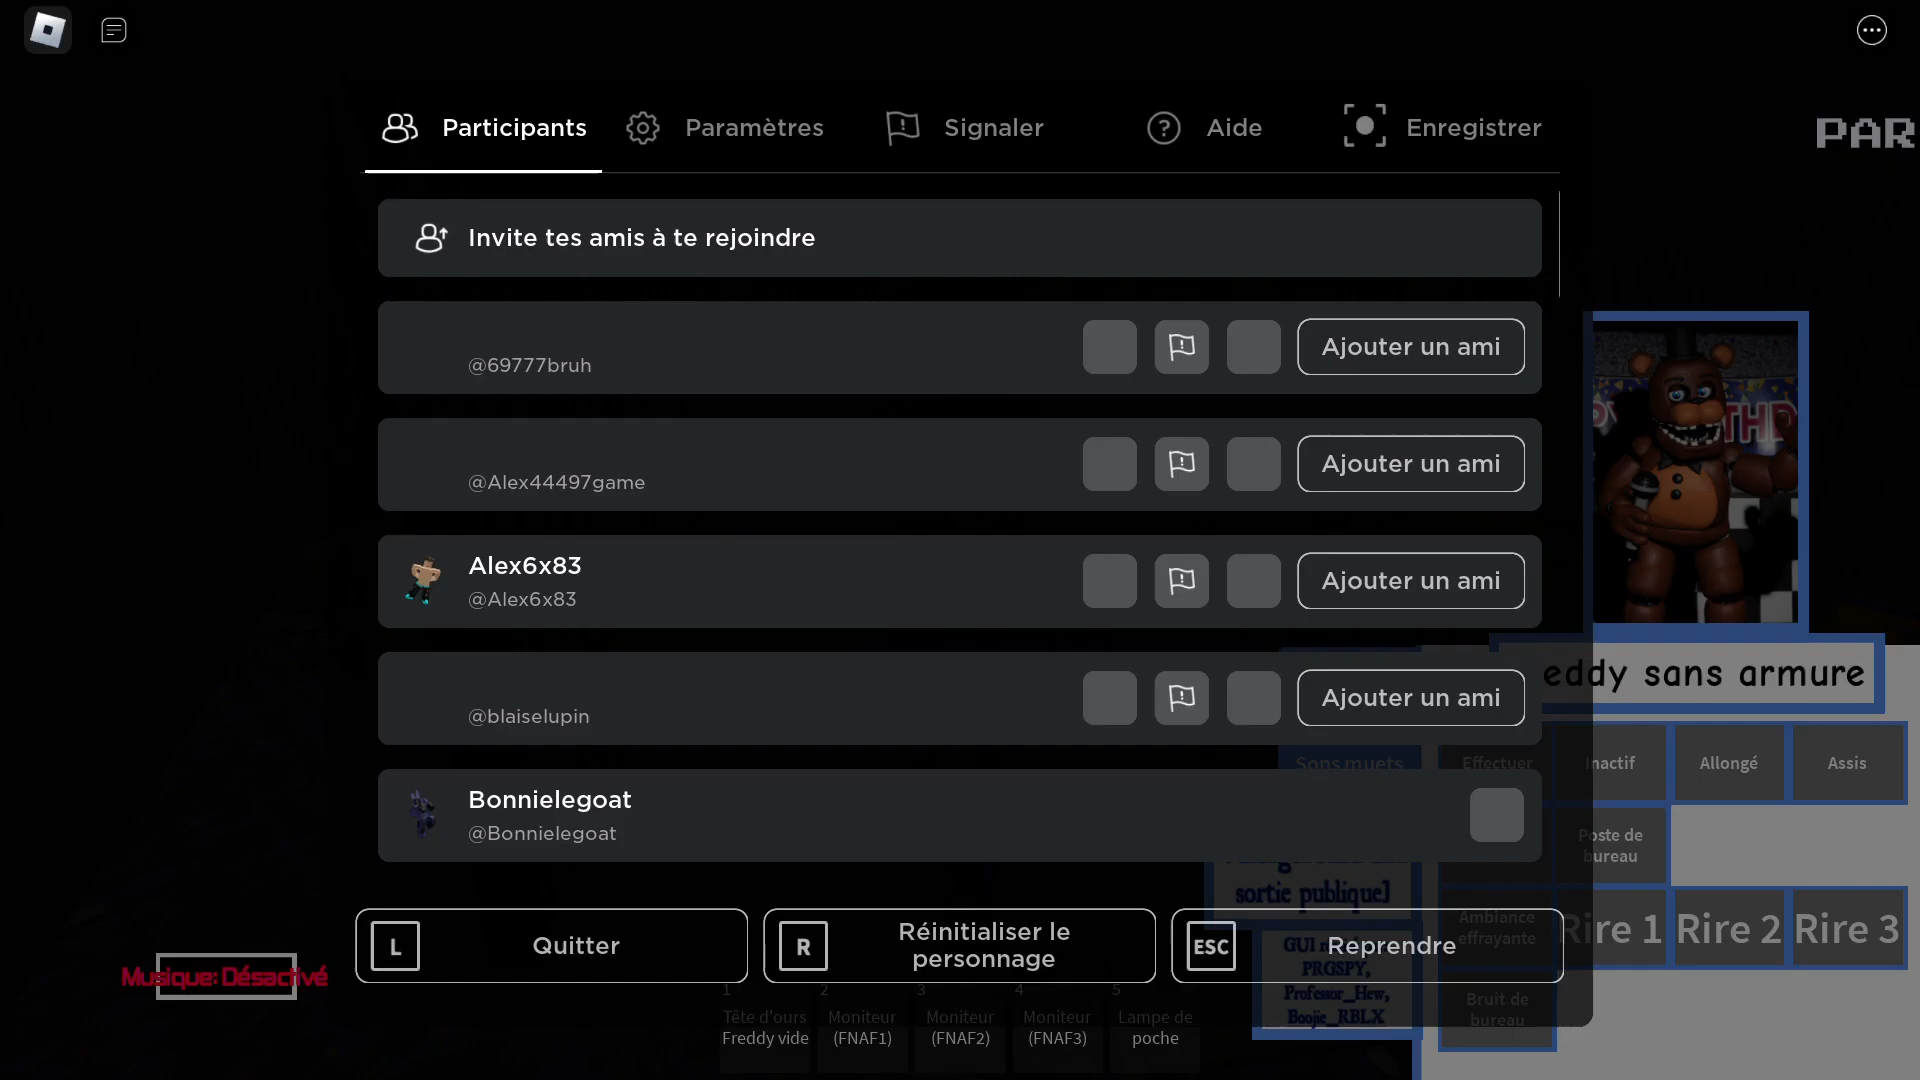 Participants
Paramètres
Signaler
Aide
Enregistrer
PAR
Invite tes amis à te rejoindre
@69777bruh
Ajouter un ami
@Alex44497game
Ajouter un ami
Alex6x83
@Alex6x83
Ajouter un ami
@blaiselupin
Ajouter un ami
eddy sans armure
Sons muets
Effectuer
Inactif
Allongé
Assis
Bonnielegoat
@Bonnielegoat
Poste de
bureau
sortie publique]
Ambiance
effrayante
Rire 1
Rire 2
Rire 3
L
Quitter
R
Réinitialiser le
personnage
ESC
Reprendre
Musique: Désactivé
PRGSPY,
Professor_Hew,
Boojie_RBLX
Bruit de
bureau
1
Tête d'ours
Freddy vide
2
Moniteur
(FNAF1)
3
Moniteur
(FNAF2)
4
Moniteur
(FNAF3)
5
Lampe de
poche